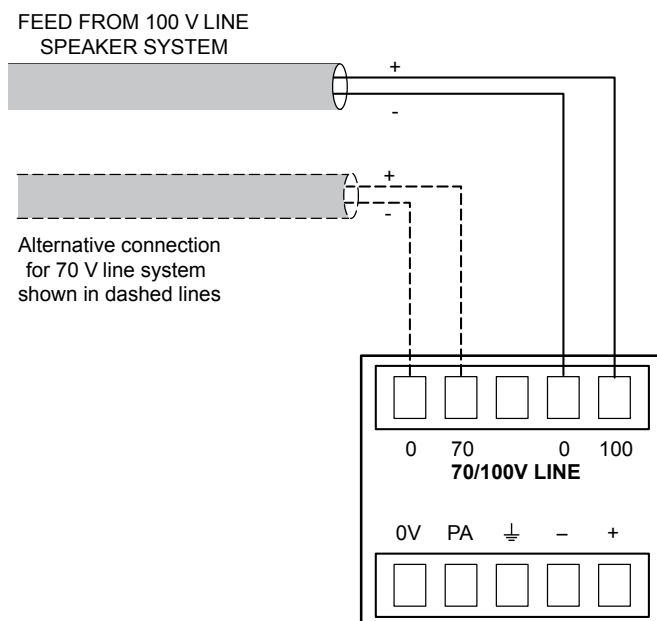 FEED FROM 100 V LINE
SPEAKER SYSTEM
+
-
+
-
Alternative connection
for 70 V line system
shown in dashed lines
0 70 0 100
70/100V LINE
0V PA ⏚ – +